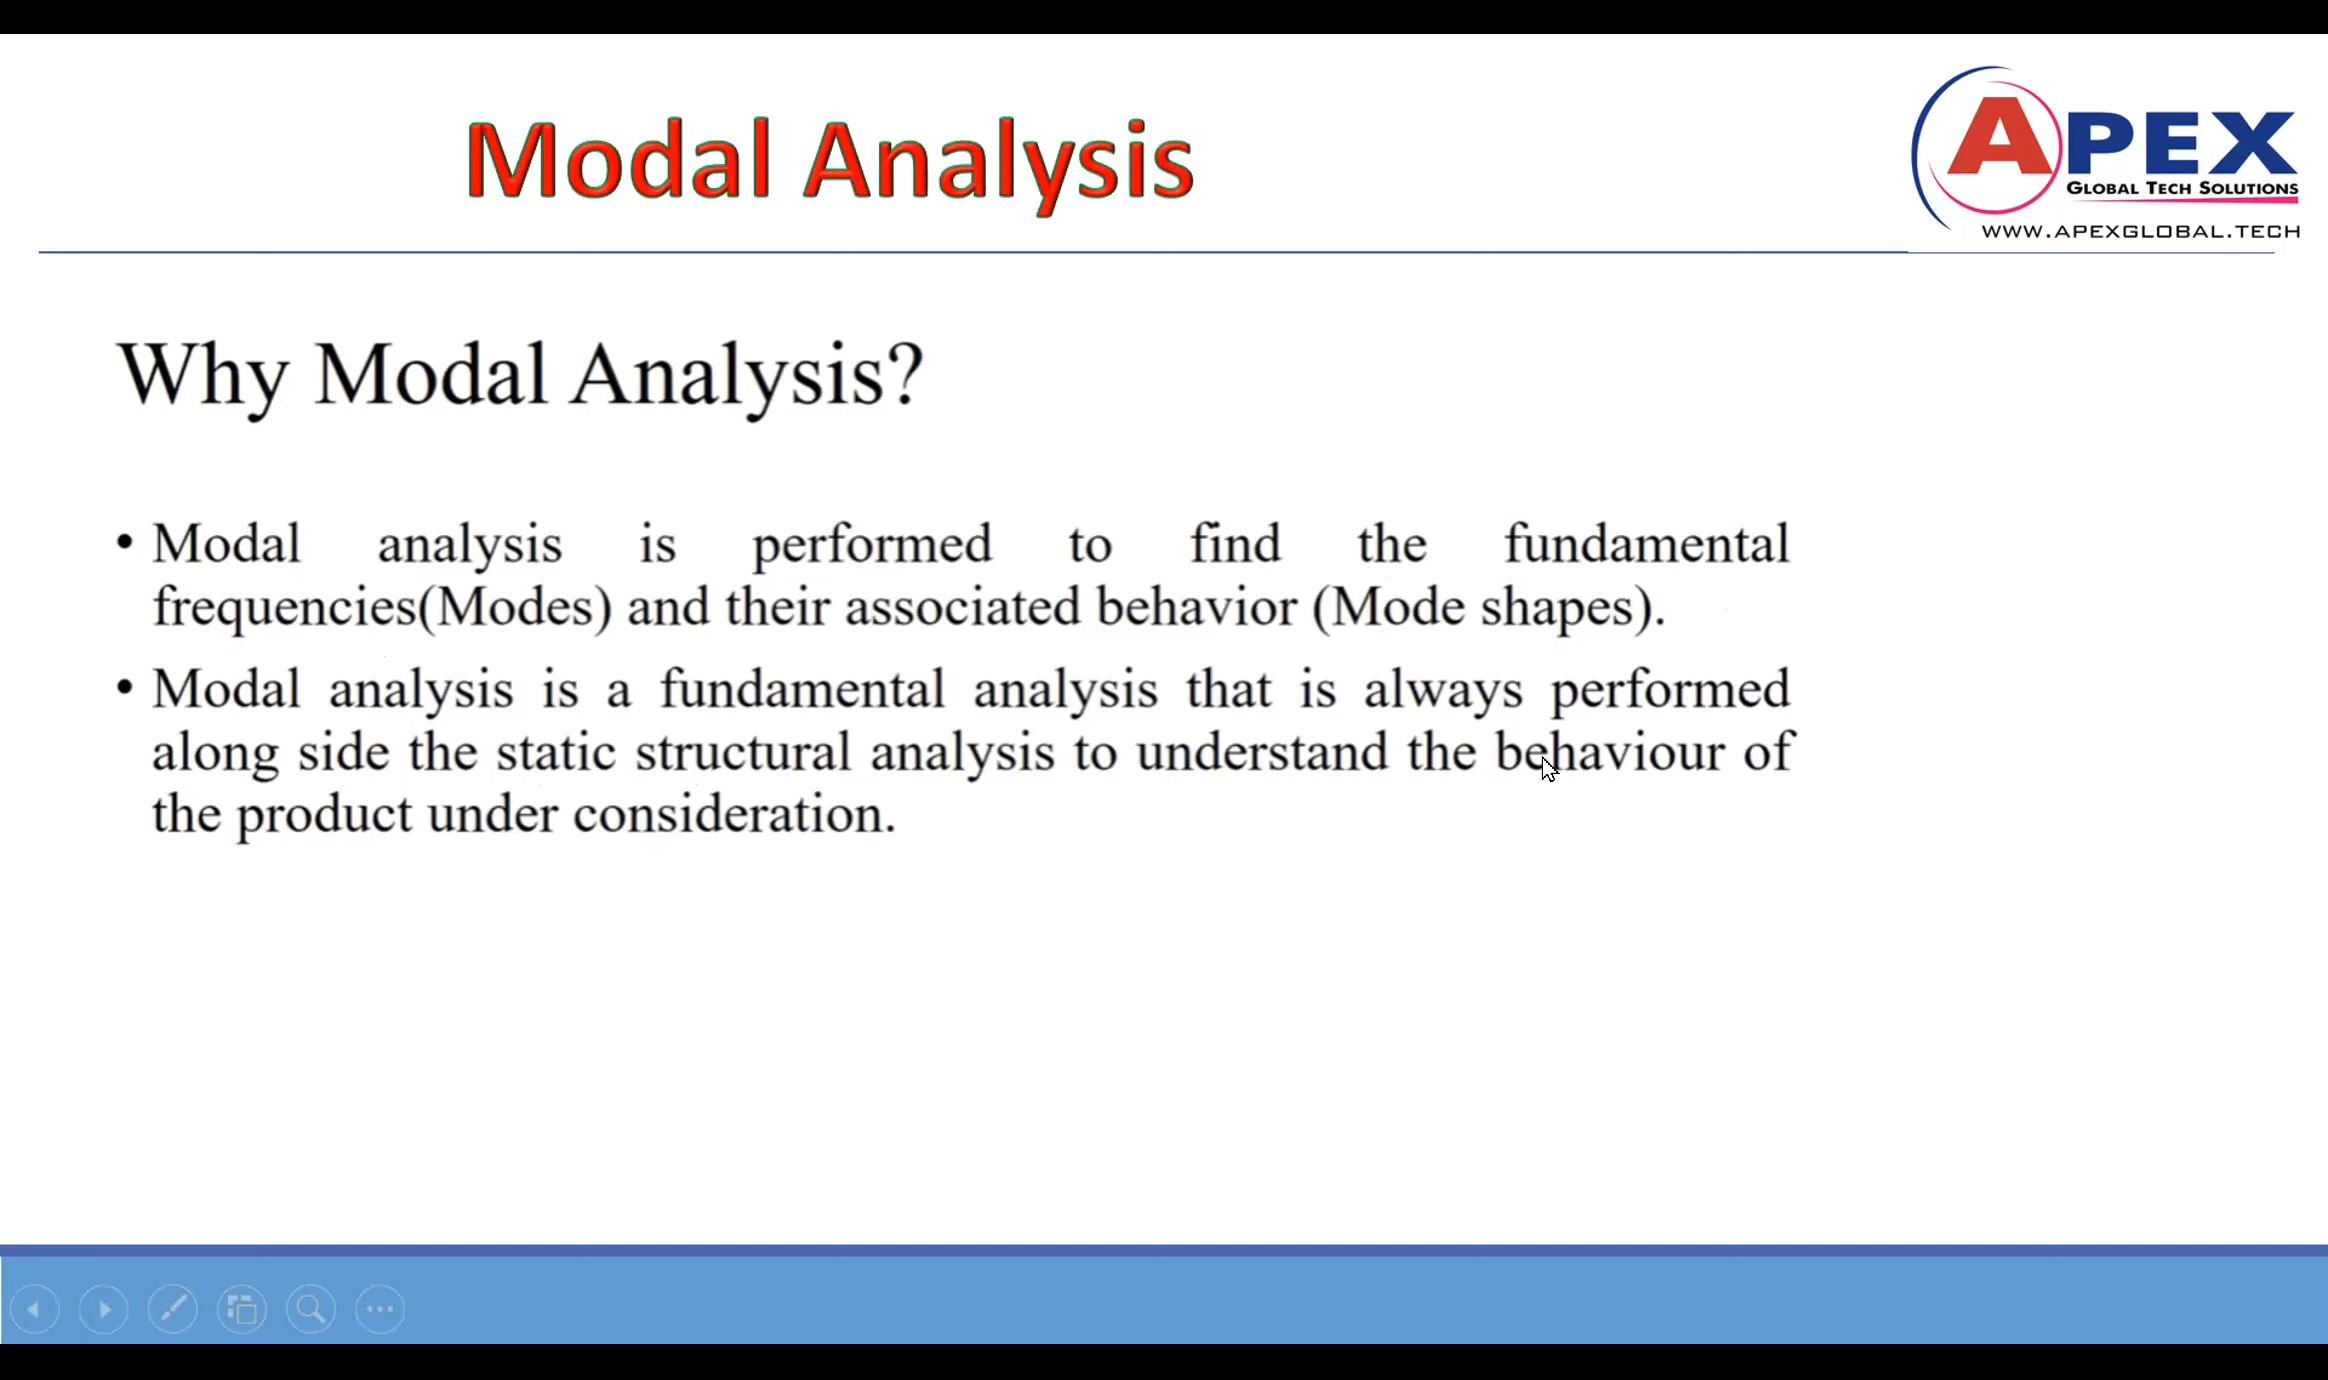 Modal Analysis
APEX
GLOBAL TECH SOLUTIONS
WWW.APEXGLOBAL.TECH
Why Modal Analysis?
• Modal analysis is performed to find the fundamental
frequencies(Modes) and their associated behavior (Mode shapes).
• Modal analysis is a fundamental analysis that is always performed
along side the static structural analysis to understand the behaviour of
the product under consideration.